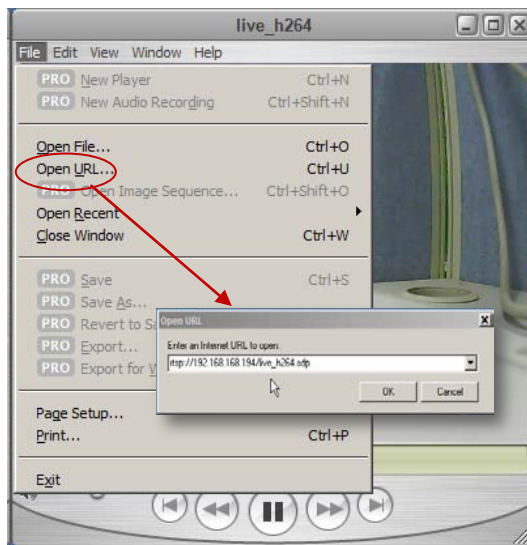 live_h264
File Edit View Window Help
PRO New Player Ctrl+N
PRO New Audio Recording Ctrl+Shift+N
Open File... Ctrl+O
Open URL... Ctrl+U
PRO Open Image Sequence... Ctrl+Shift+O
Open Recent
Close Window Ctrl+W
PRO Save Ctrl+S
PRO Save As...
PRO Revert to
PRO Export...
PRO Export for
Open URL
Enter an Internet URL to open:
rtsp://192.168.168.194/live_h264.sdp
OK Cancel
Page Setup...
Print... Ctrl+P
Exit